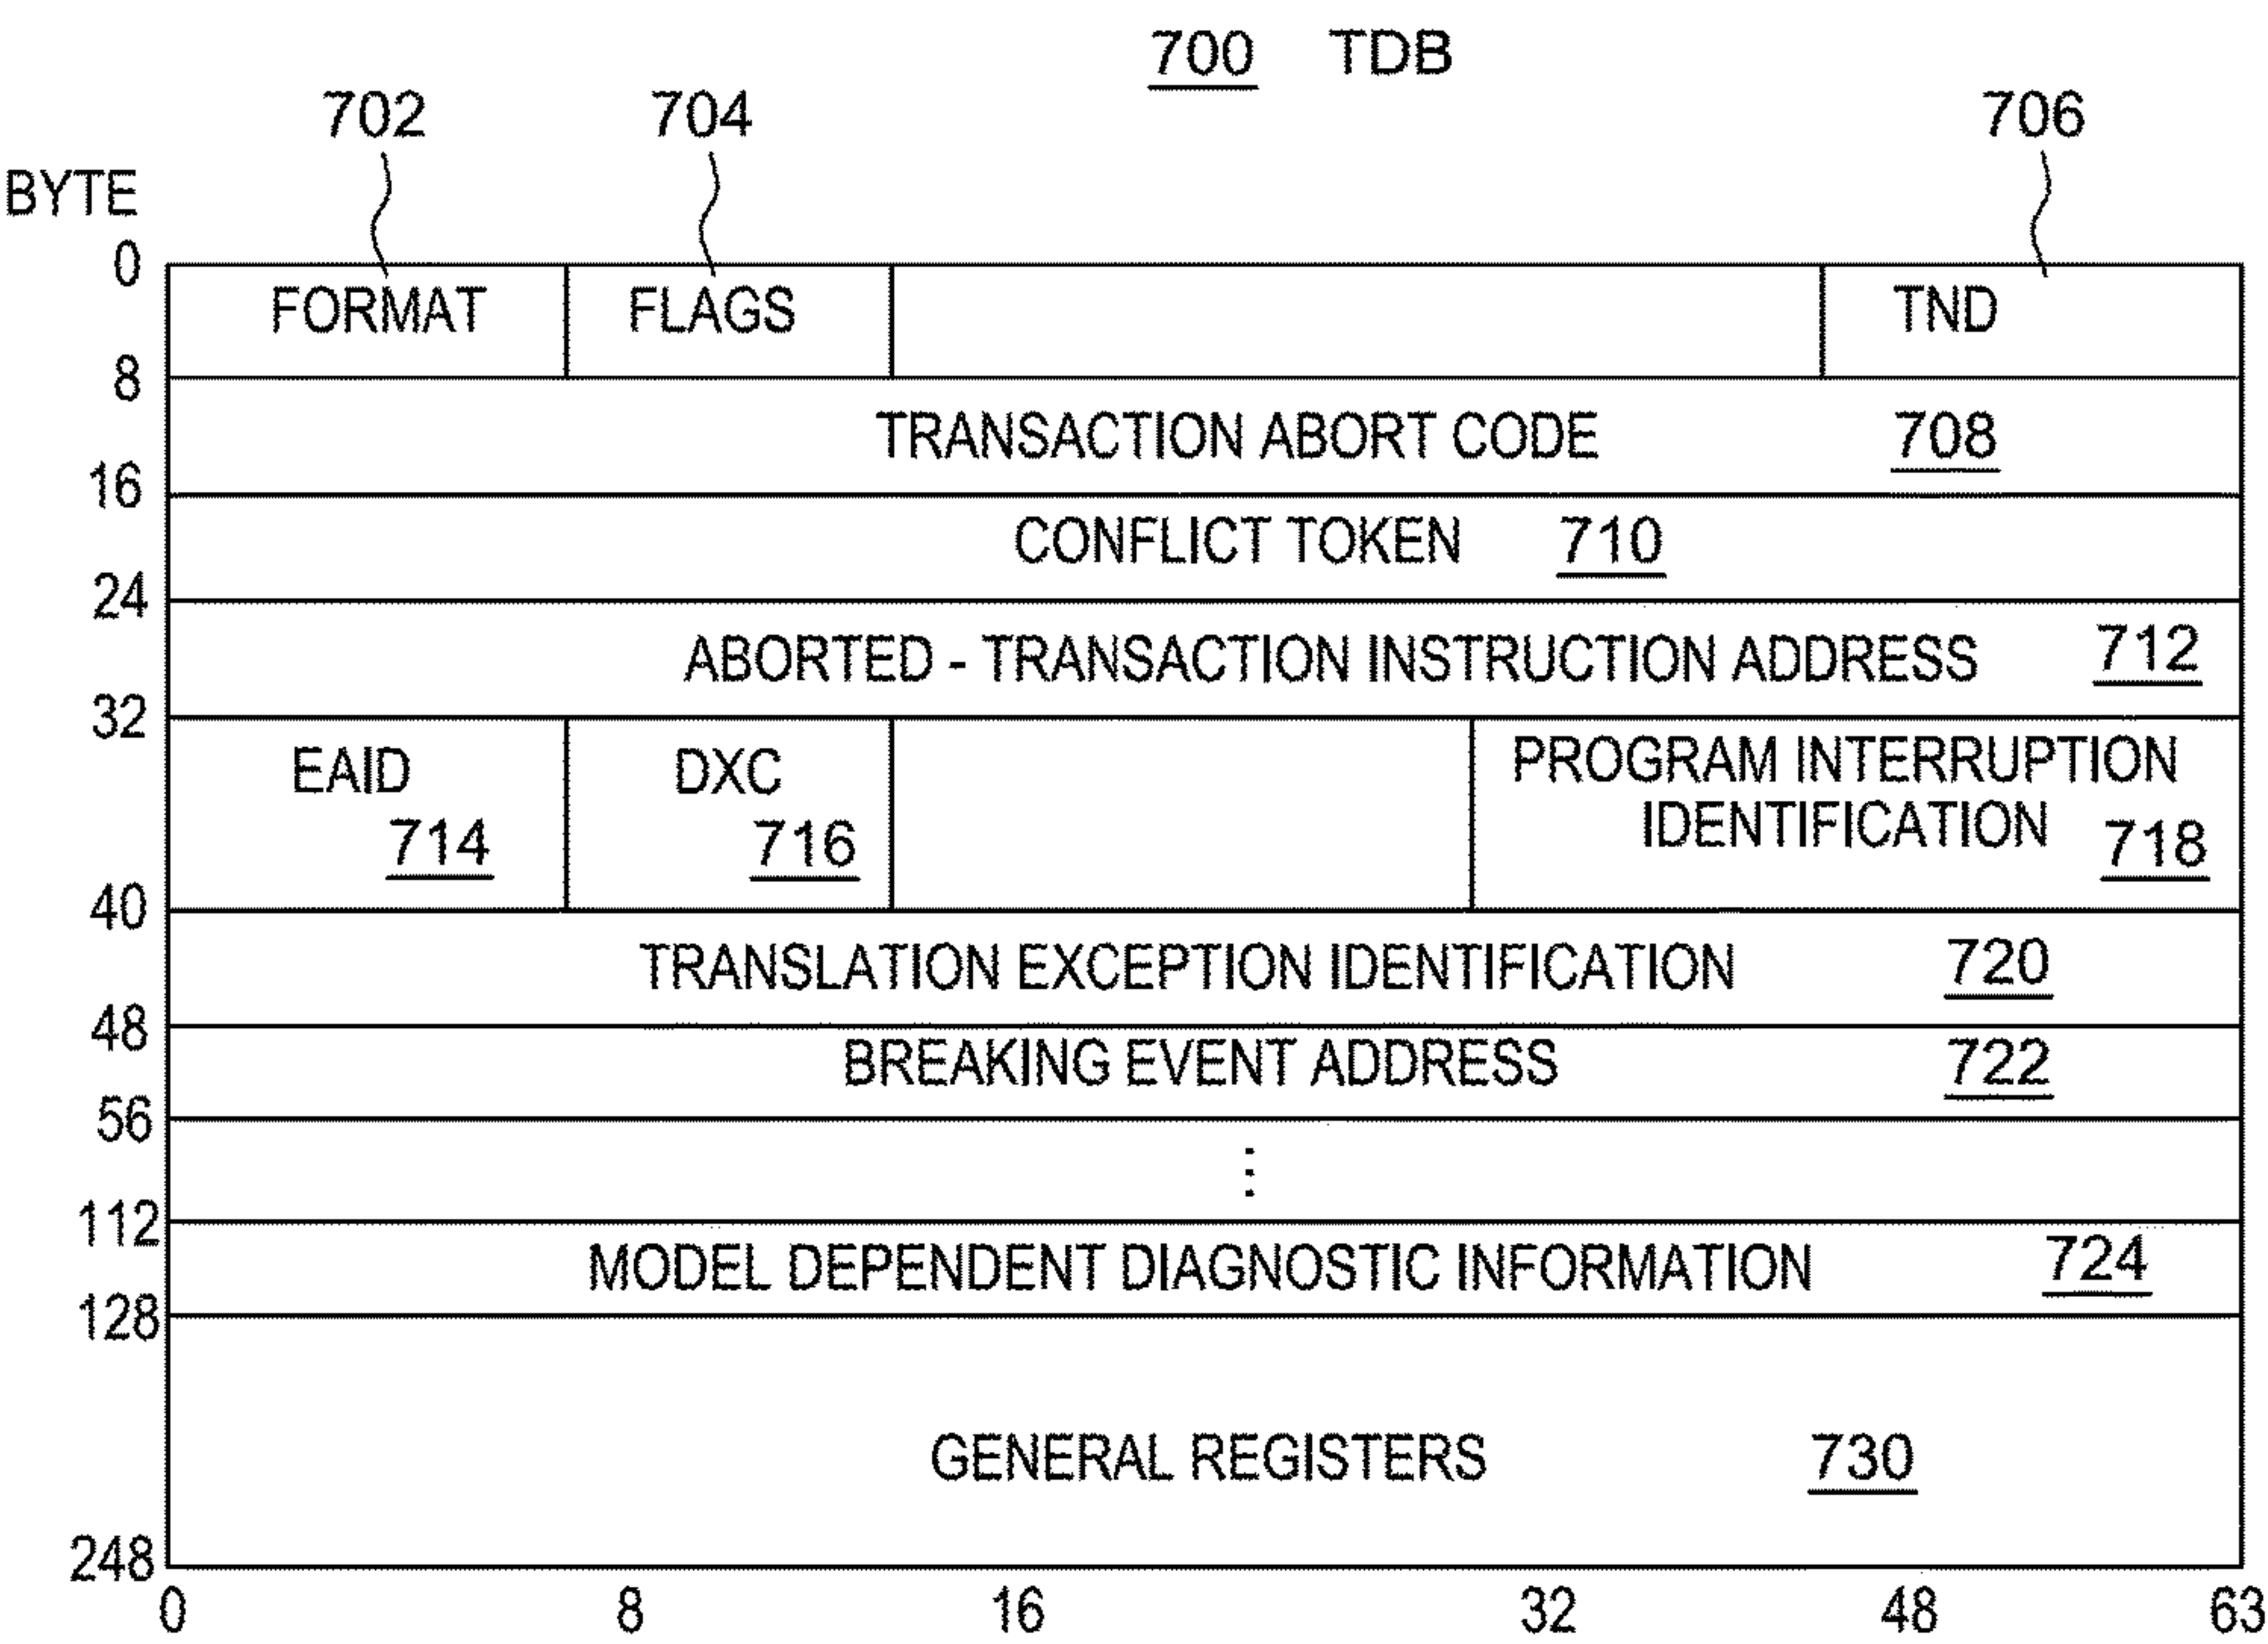 700 TDB
702 704 706
BYTE
0
FORMAT FLAGS TND
8
TRANSACTION ABORT CODE 708
16
CONFLICT TOKEN 710
24
ABORTED - TRANSACTION INSTRUCTION ADDRESS 712
32
EAID 714 DXC 716 PROGRAM INTERRUPTION
IDENTIFICATION 718
40
TRANSLATION EXCEPTION IDENTIFICATION 720
48
BREAKING EVENT ADDRESS 722
56
⋮
112
MODEL DEPENDENT DIAGNOSTIC INFORMATION 724
128
GENERAL REGISTERS 730
248
0 8 16 32 48 63